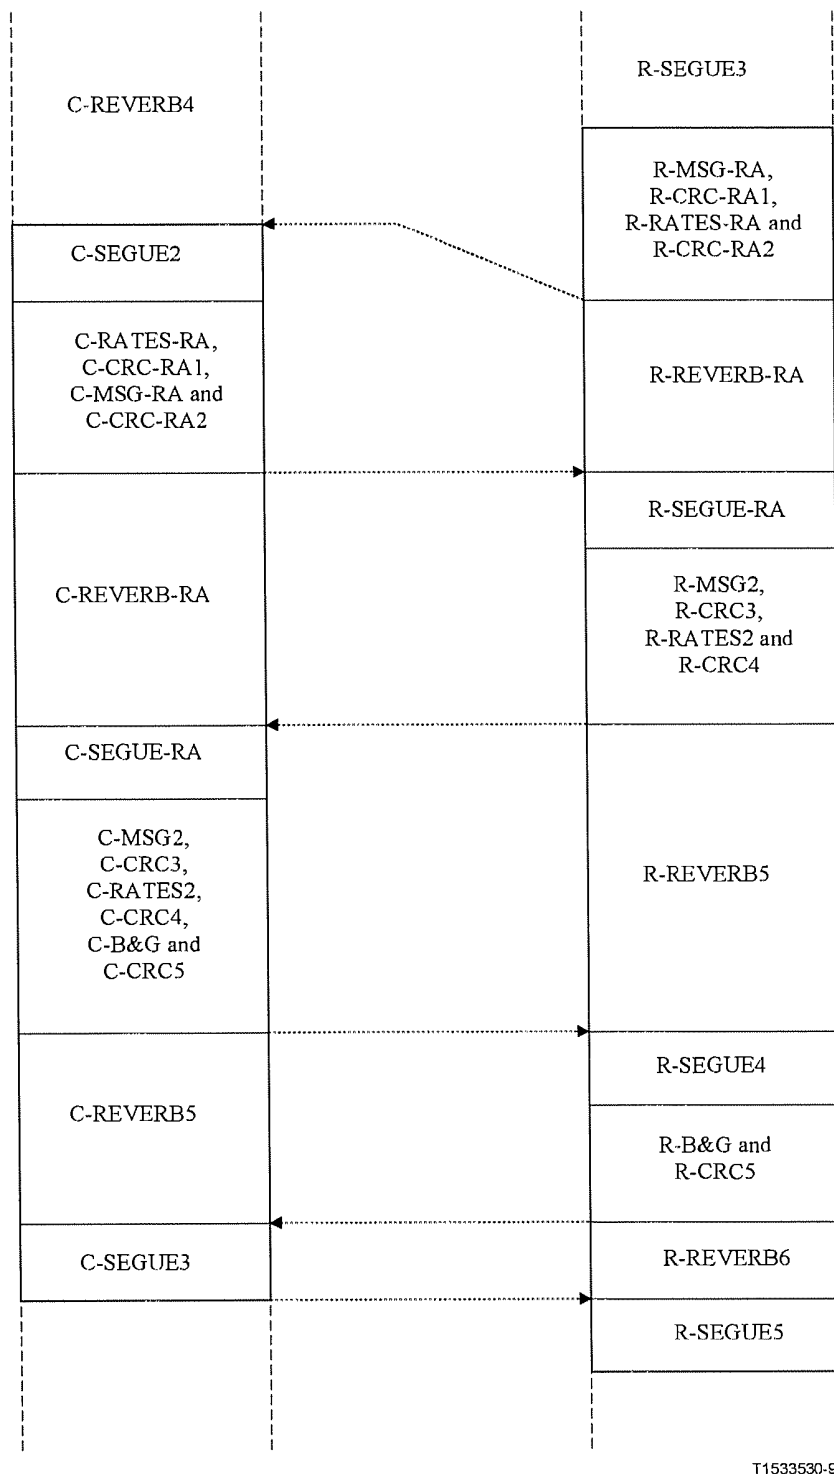 C-REVERB4
C-SEGUE2
C-RATES-RA,
C-CRC-RA1,
C-MSG-RA and
C-CRC-RA2
C-REVERB-RA
C-SEGUE-RA
C-MSG2,
C-CRC3,
C-RATES2,
C-CRC4,
C-B&G and
C-CRC5
C-REVERB5
C-SEGUE3
R-SEGUE3
R-MSG-RA,
R-CRC-RA1,
R-RATES-RA and
R-CRC-RA2
R-REVERB-RA
R-SEGUE-RA
R-MSG2,
R-CRC3,
R-RATES2 and
R-CRC4
R-REVERB5
R-SEGUE4
R-B&G and
R-CRC5
R-REVERB6
R-SEGUE5
T1533530-9